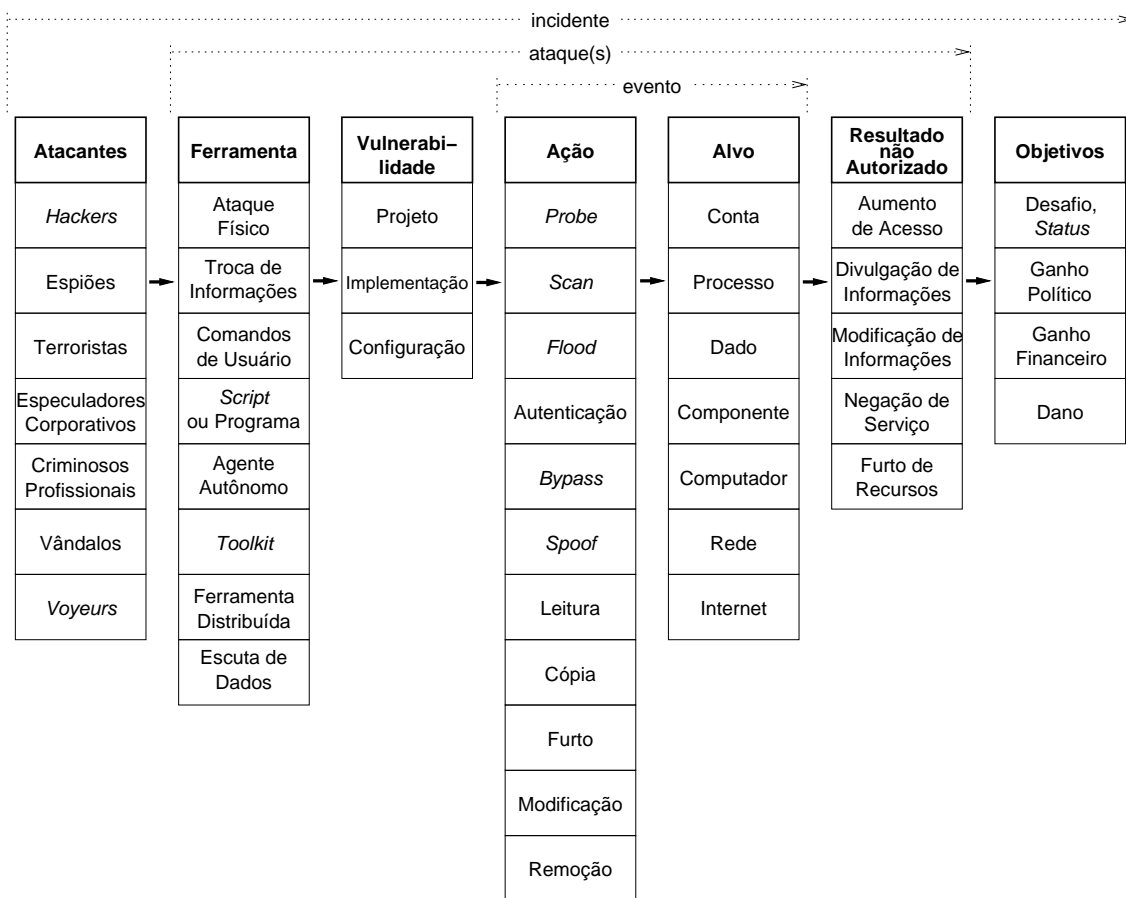 incidente
ataque(s)
evento
Atacantes
Hackers
Espiões
Terroristas
Especuladores
Corporativos
Criminosos
Profissionais
Vândalos
Voyeurs
Ferramenta
Ataque
Físico
Troca de
Informações
Comandos
de Usuário
Script
ou Programa
Agente
Autônomo
Toolkit
Ferramenta
Distribuída
Escuta de
Dados
Vulnerabi–
lidade
Projeto
Implementação
Configuração
Ação
Probe
Scan
Flood
Autenticação
Bypass
Spoof
Leitura
Cópia
Furto
Modificação
Remoção
Alvo
Conta
Processo
Dado
Componente
Computador
Rede
Internet
Resultado
não
Autorizado
Aumento
de Acesso
Divulgação de
Informações
Modificação de
Informações
Negação de
Serviço
Furto de
Recursos
Objetivos
Desafio,
Status
Ganho
Político
Ganho
Financeiro
Dano